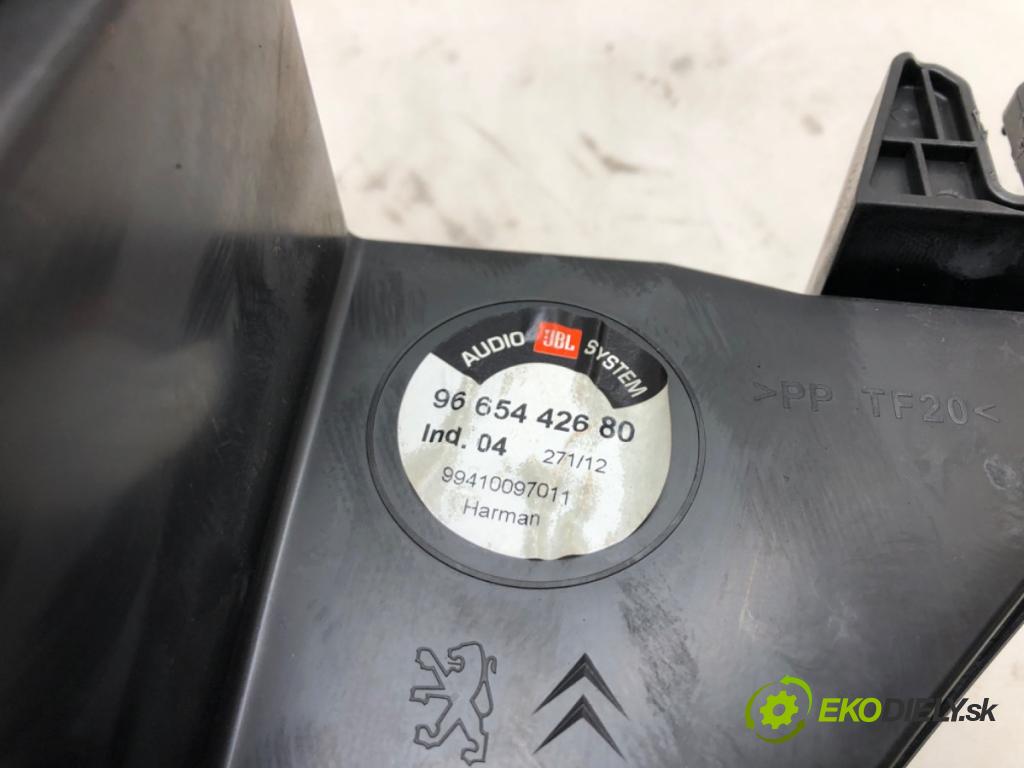 AUDIO JBL SYSTEM
96 654 426 80
Ind. 04 271/12
99410097011
Harman
>PP TF20<
EKODIELY.sk